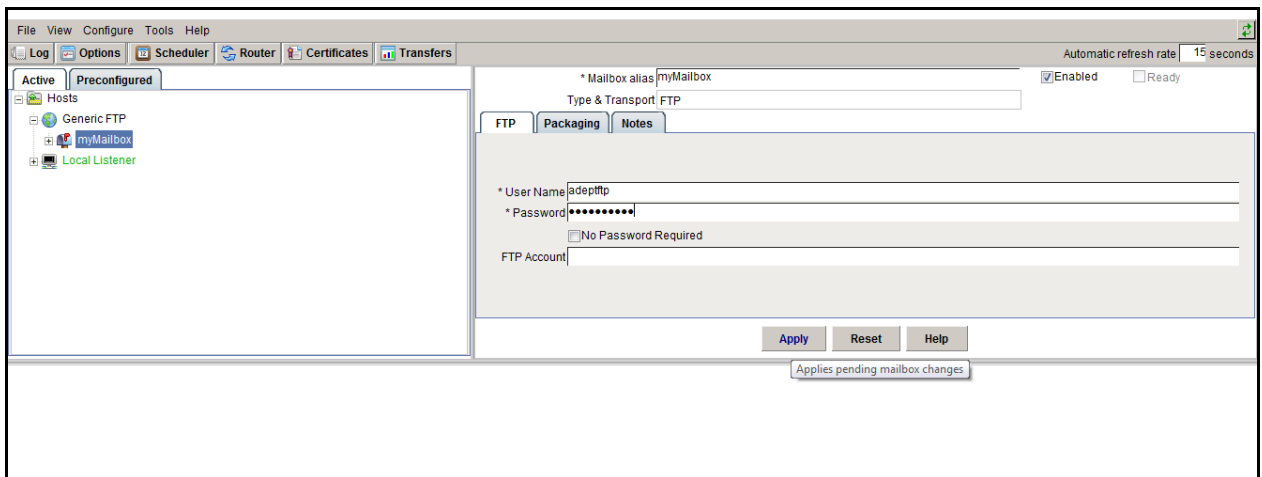 File View Configure Tools Help
Log Options Scheduler Router Certificates Transfers Automatic refresh rate 15 seconds
Active Preconfigured
Hosts
Generic FTP
myMailbox
Local Listener
* Mailbox alias myMailbox Enabled Ready
Type & Transport FTP
FTP Packaging Notes
* User Name adeptftp
* Password ••••••••••
No Password Required
FTP Account
Apply Reset Help
Applies pending mailbox changes